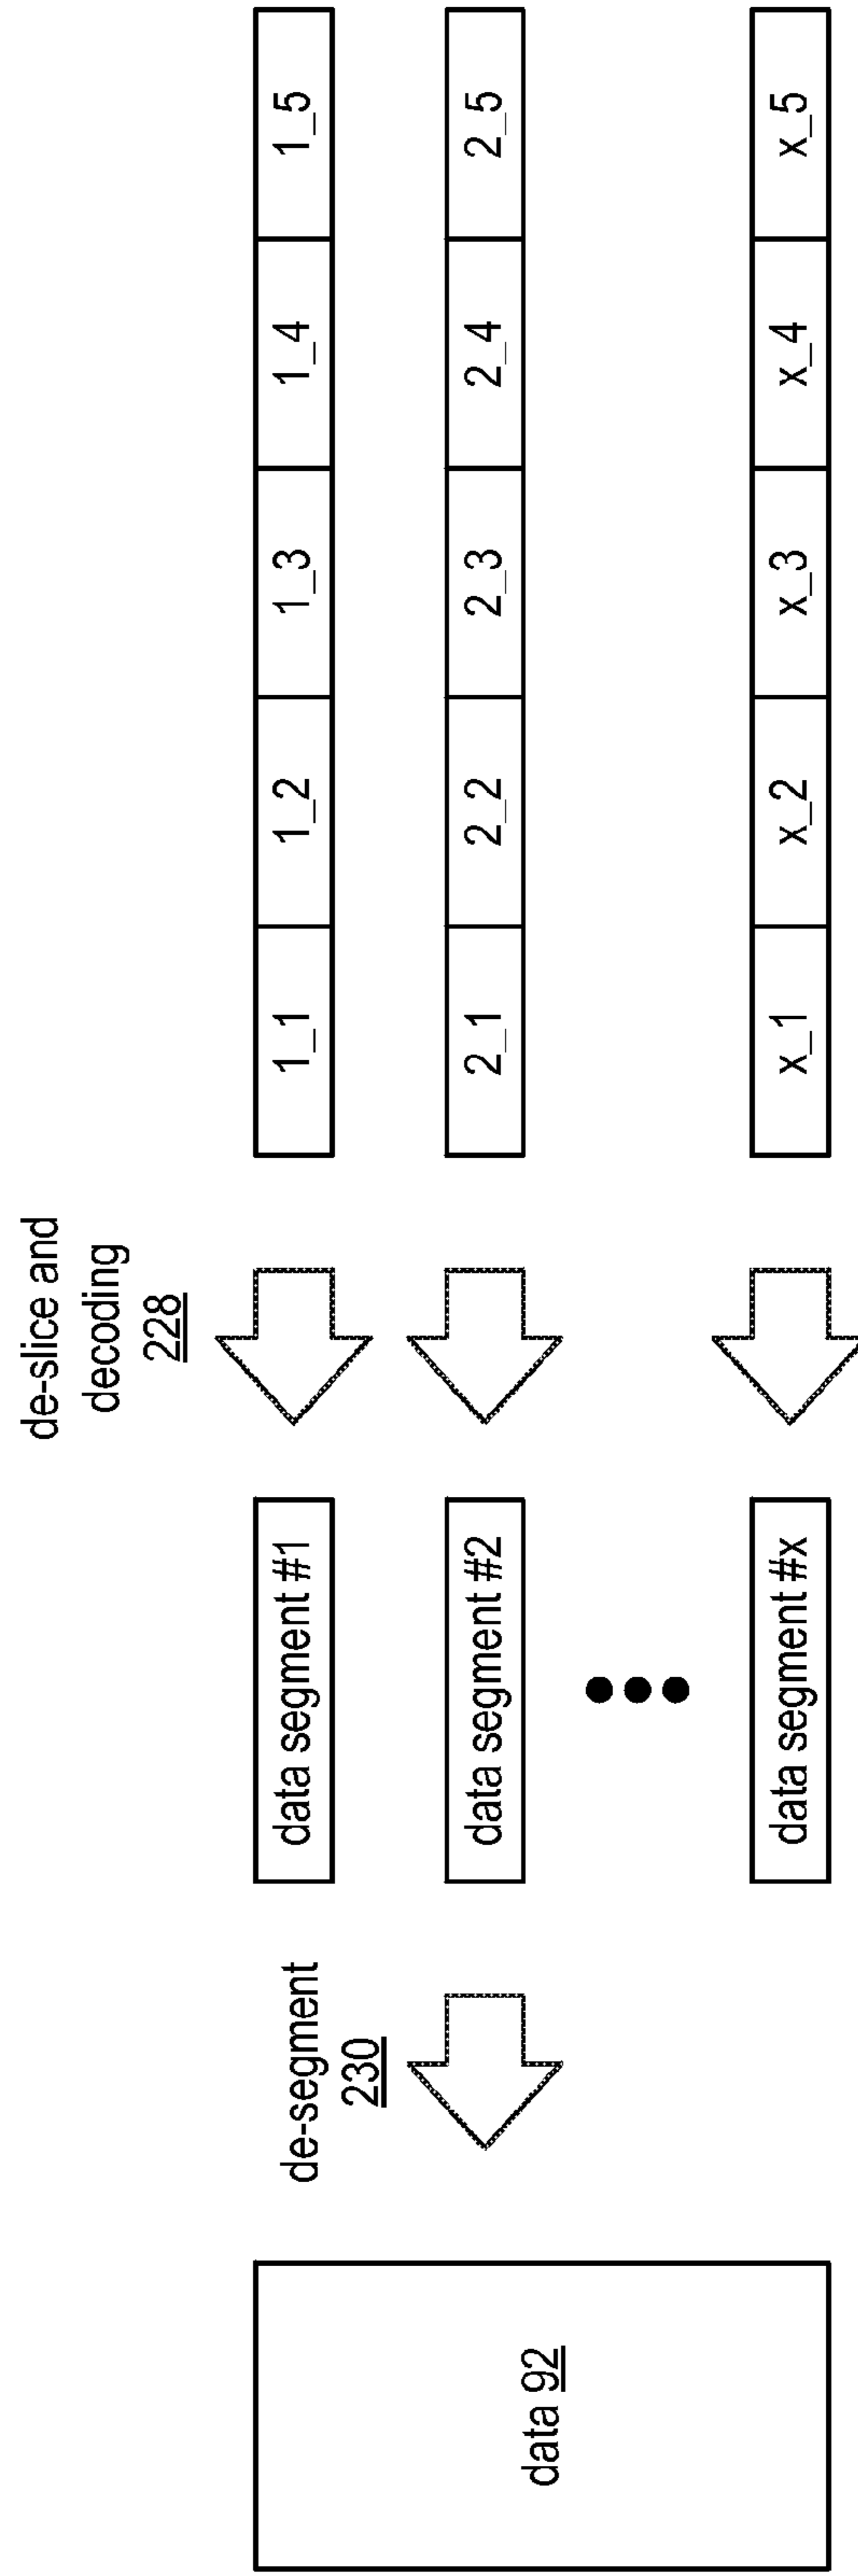 de-slice and
decoding
228
de-segment
230
data 92
data segment #1
1_1
1_2
1_3
1_4
1_5
data segment #2
2_1
2_2
2_3
2_4
2_5
data segment #x
x_1
x_2
x_3
x_4
x_5